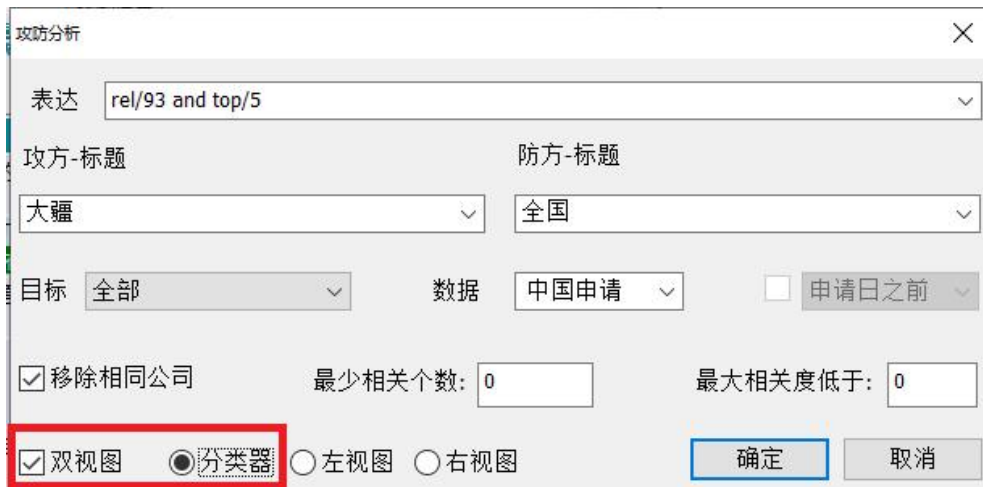 攻防分析
表达 rel/93 and top/5
攻方-标题 防方-标题
大疆 全国
目标 全部 数据 中国申请 申请日之前
移除相同公司 最少相关个数: 0 最大相关度低于: 0
双视图 分类器 左视图 右视图 确定 取消